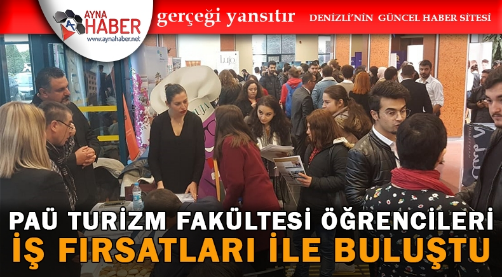 AYNA
HABER
www.aynahaber.net
gerçeği yansıtır
DENİZLİ'NİN GÜNCEL HABER SİTESİ
PAÜ TURİZM FAKÜLTESİ ÖĞRENCİLERİ
İŞ FIRSATLARI İLE BULUŞTU